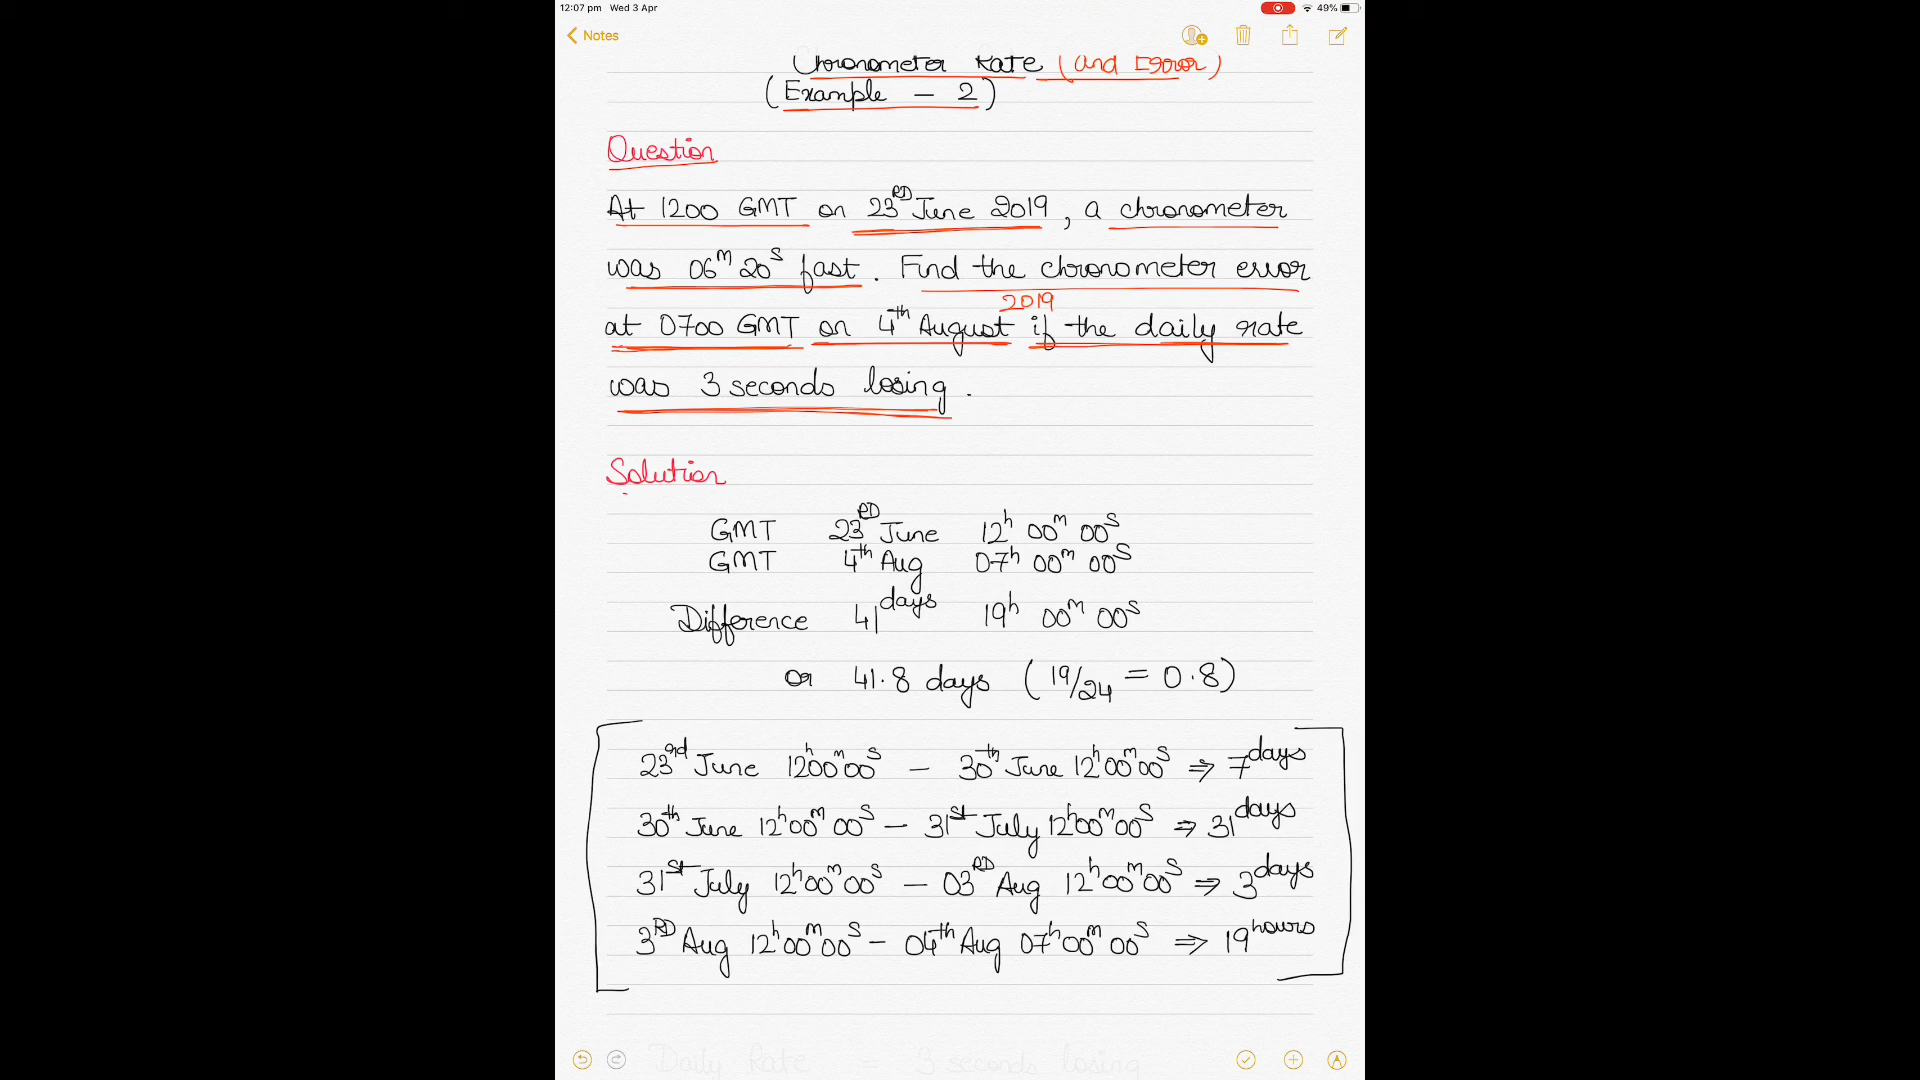 12:07 pm Wed 3 Apr
49%
Notes
Chronometer Rate (and Error)
(Example - 2)
Question
At 1200 GMT on 23RD June 2019, a chronometer
was 06m 20s fast. Find the chronometer error
2019
at 0700 GMT on 4th August if the daily rate
was 3 seconds losing.
Solution
GMT 23RD June 12h 00m 00s
GMT 4th Aug 07h 00m 00s
Difference 41 days 19h 00m 00s
or 41.8 days (19/24 = 0.8)
23rd June 12h00m00s - 30th June 12h00m00s ⇒ 7 days
30th June 12h00m00s - 31st July 12h00m00s ⇒ 31 days
31st July 12h00m00s - 03RD Aug 12h00m00s ⇒ 3 days
3RD Aug 12h00m00s - 04th Aug 07h00m00s ⇒ 19 hours
Daily Rate = 3 seconds losing